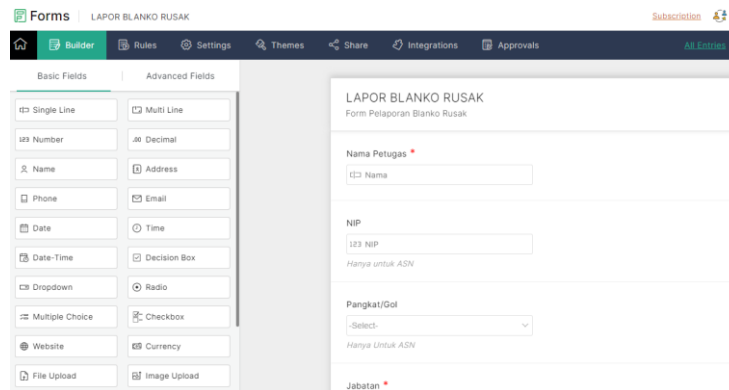 Forms LAPOR BLANKO RUSAK
Subscription
Builder Rules Settings Themes Share Integrations Approvals All Entries
Basic Fields Advanced Fields
Single Line Multi Line
123 Number .00 Decimal
Name Address
Phone Email
Date Time
Date-Time Decision Box
Dropdown Radio
Multiple Choice Checkbox
Website Currency
File Upload Image Upload
LAPOR BLANKO RUSAK
Form Pelaporan Blanko Rusak
Nama Petugas *
Nama
NIP
123 NIP
Hanya untuk ASN
Pangkat/Gol
-Select-
Hanya Untuk ASN
Jabatan *